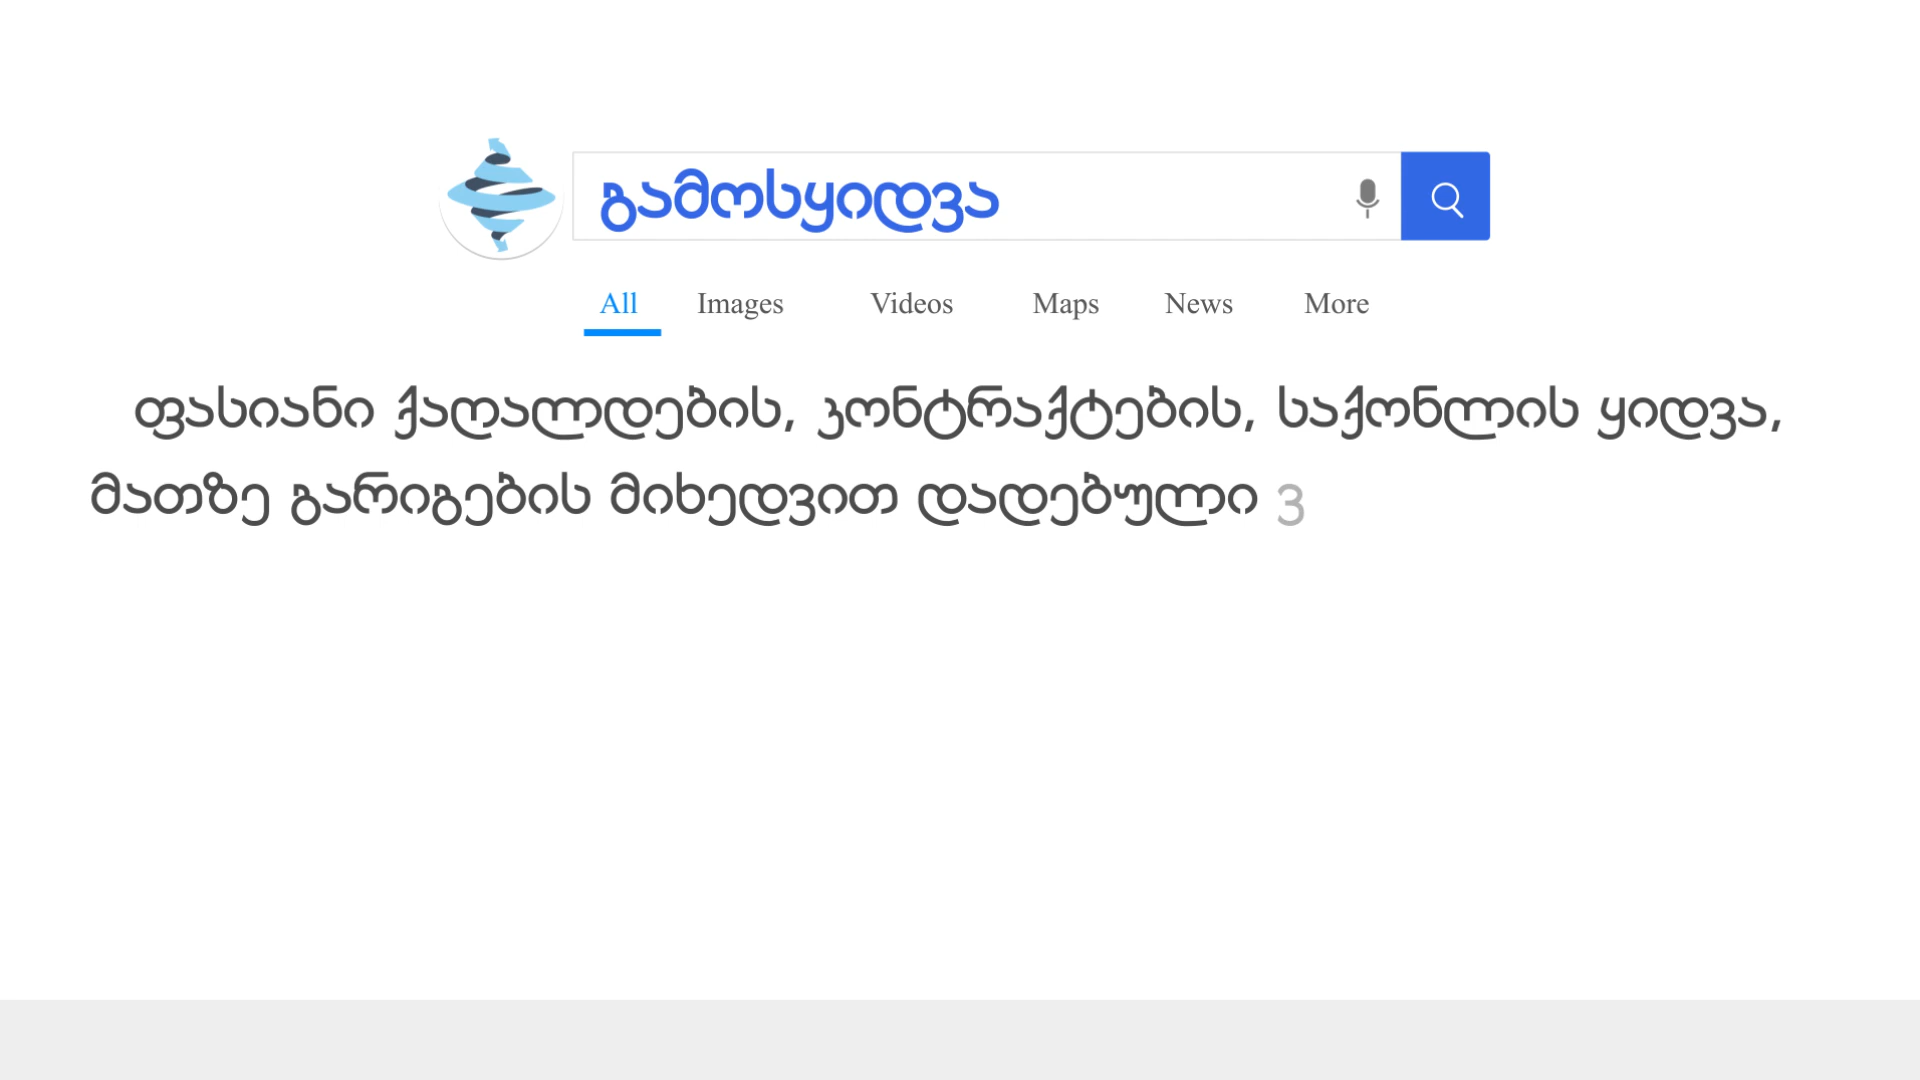 გამოსყიდვა
All Images Videos Maps News More
ფასიანი ქაღალდების, კონტრაქტების, საქონლის ყიდვა,
მათზე გარიგების მიხედვით დადებული ვ